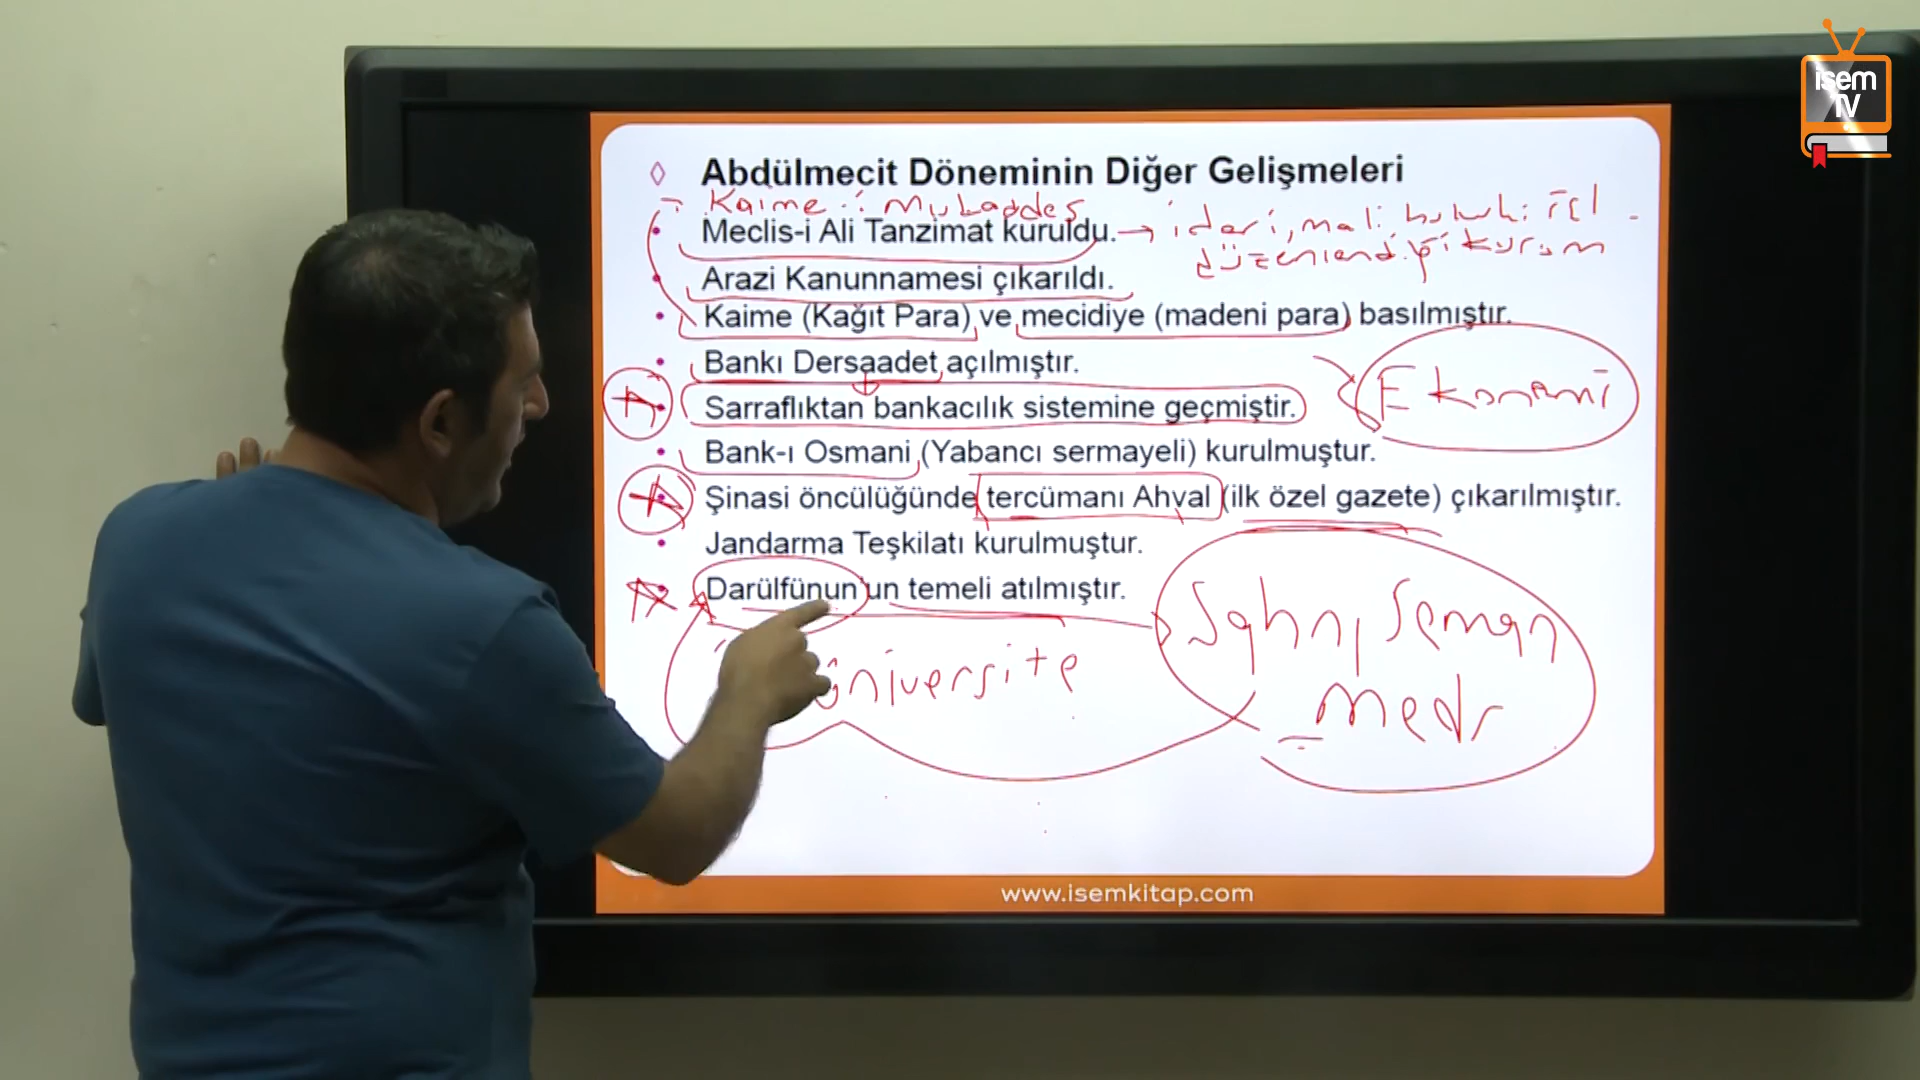 isem
TV
Abdülmecit Döneminin Diğer Gelişmeleri
Kaime-i Mukaddes
Meclis-i Ali Tanzimat kuruldu. → idari, mali, hukuki
kurum
Arazi Kanunnamesi çıkarıldı.
Kaime (Kağıt Para) ve mecidiye (madeni para) basılmıştır.
Bankı Dersaadet açılmıştır.
Ekonomi
Sarraflıktan bankacılık sistemine geçmiştir.
Bank-ı Osmani (Yabancı sermayeli) kurulmuştur.
Şinasi öncülüğünde tercümanı Ahval (ilk özel gazete) çıkarılmıştır.
Jandarma Teşkilatı kurulmuştur.
Darülfünun'un temeli atılmıştır.
Sahnı Seman
üniversite
Medr
www.isemkitap.com